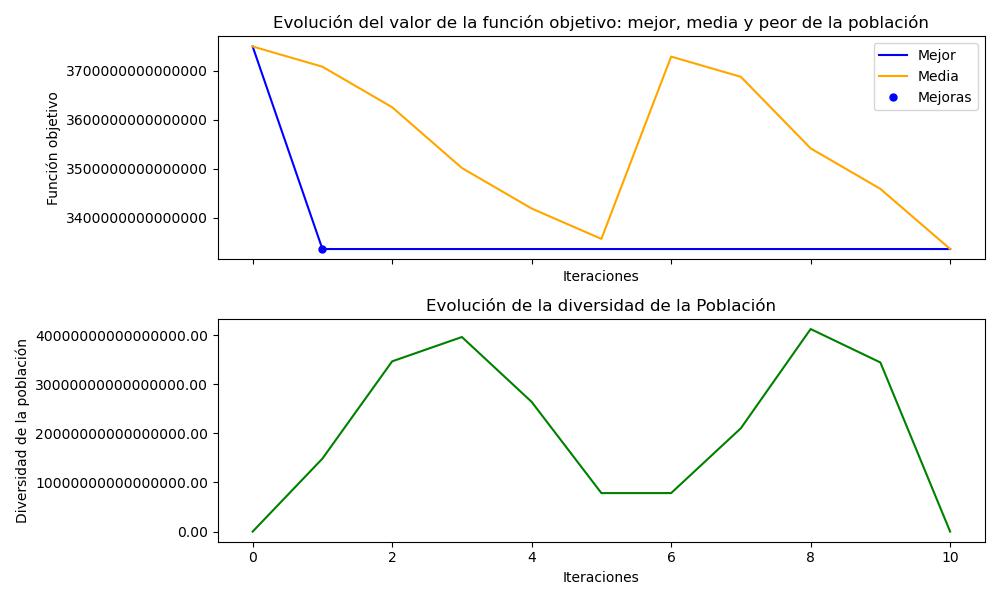 Evolución del valor de la función objetivo: mejor, media y peor de la población
Mejor
Media
Mejoras
3700000000000000
3600000000000000
3500000000000000
3400000000000000
Función objetivo
Iteraciones
Evolución de la diversidad de la Población
40000000000000000.00
30000000000000000.00
20000000000000000.00
10000000000000000.00
0.00
Diversidad de la población
0 2 4 6 8 10
Iteraciones